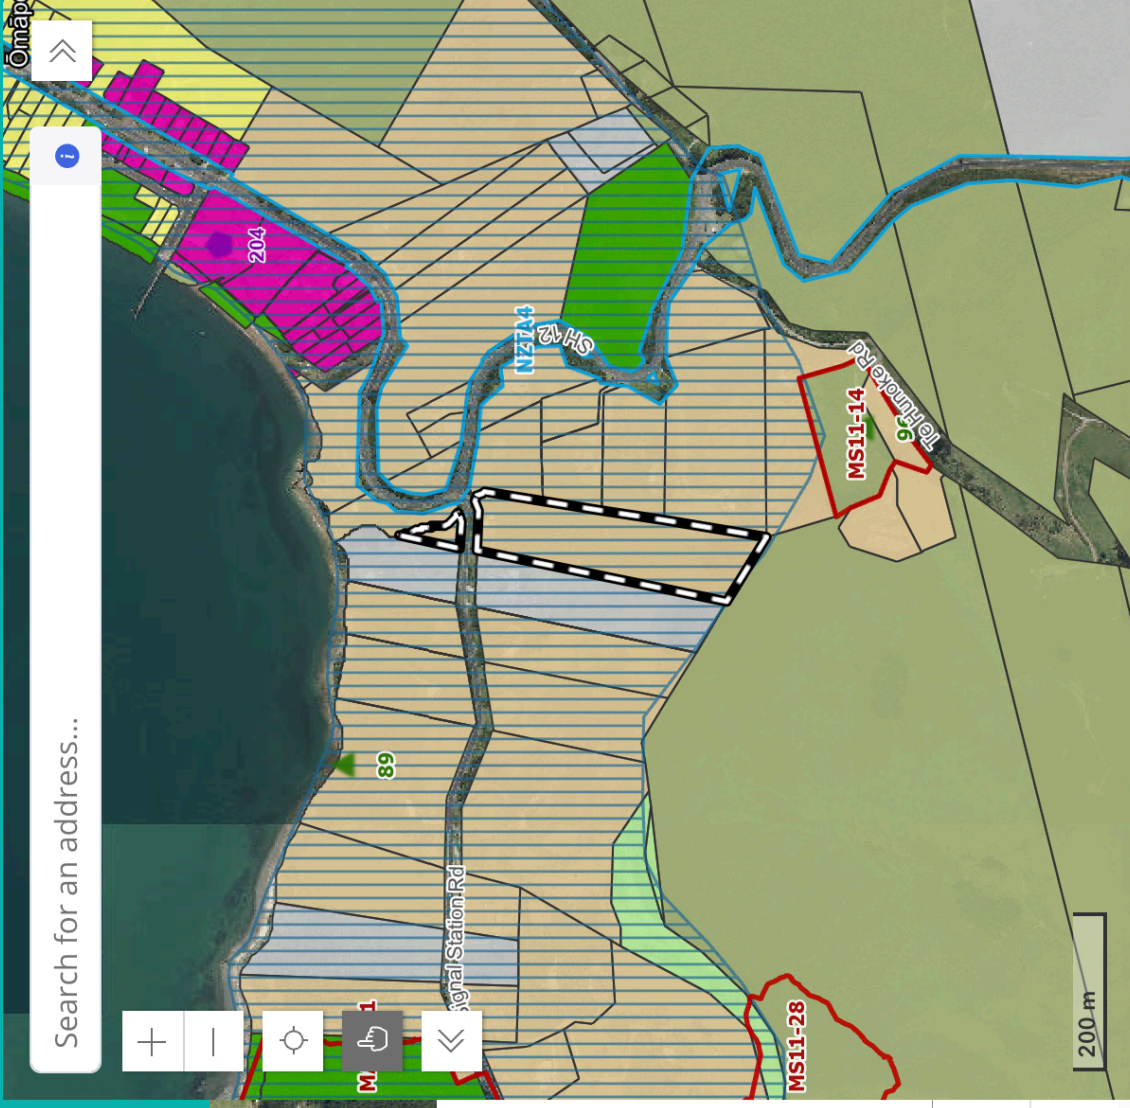 Search for an address...
i
204
NZTA4
SH 12
Te Hunoke Rd
MS11-14
96
89
Signal Station Rd
MS11-28
200 m